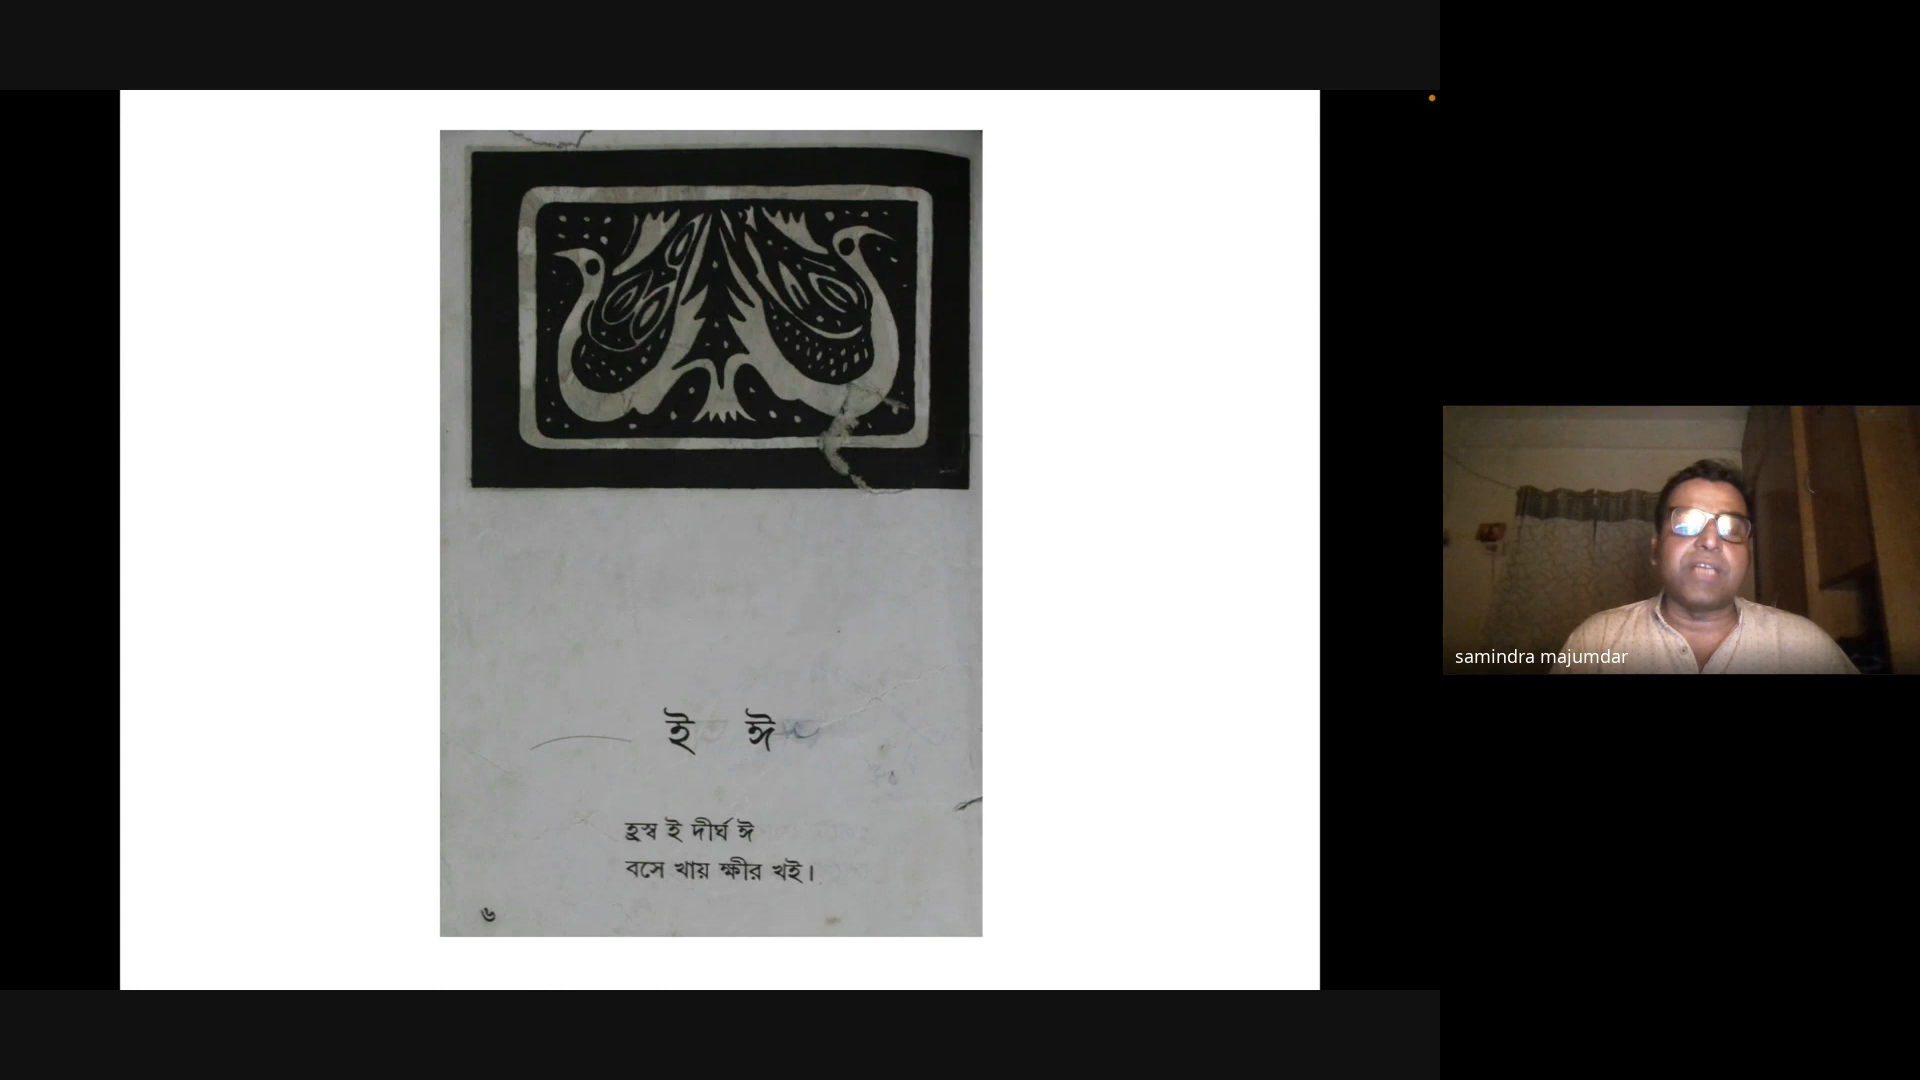 ই ঈ
হ্রস্ব ই দীর্ঘ ঈ
বসে খায় ক্ষীর খই।
৬
samindra majumdar